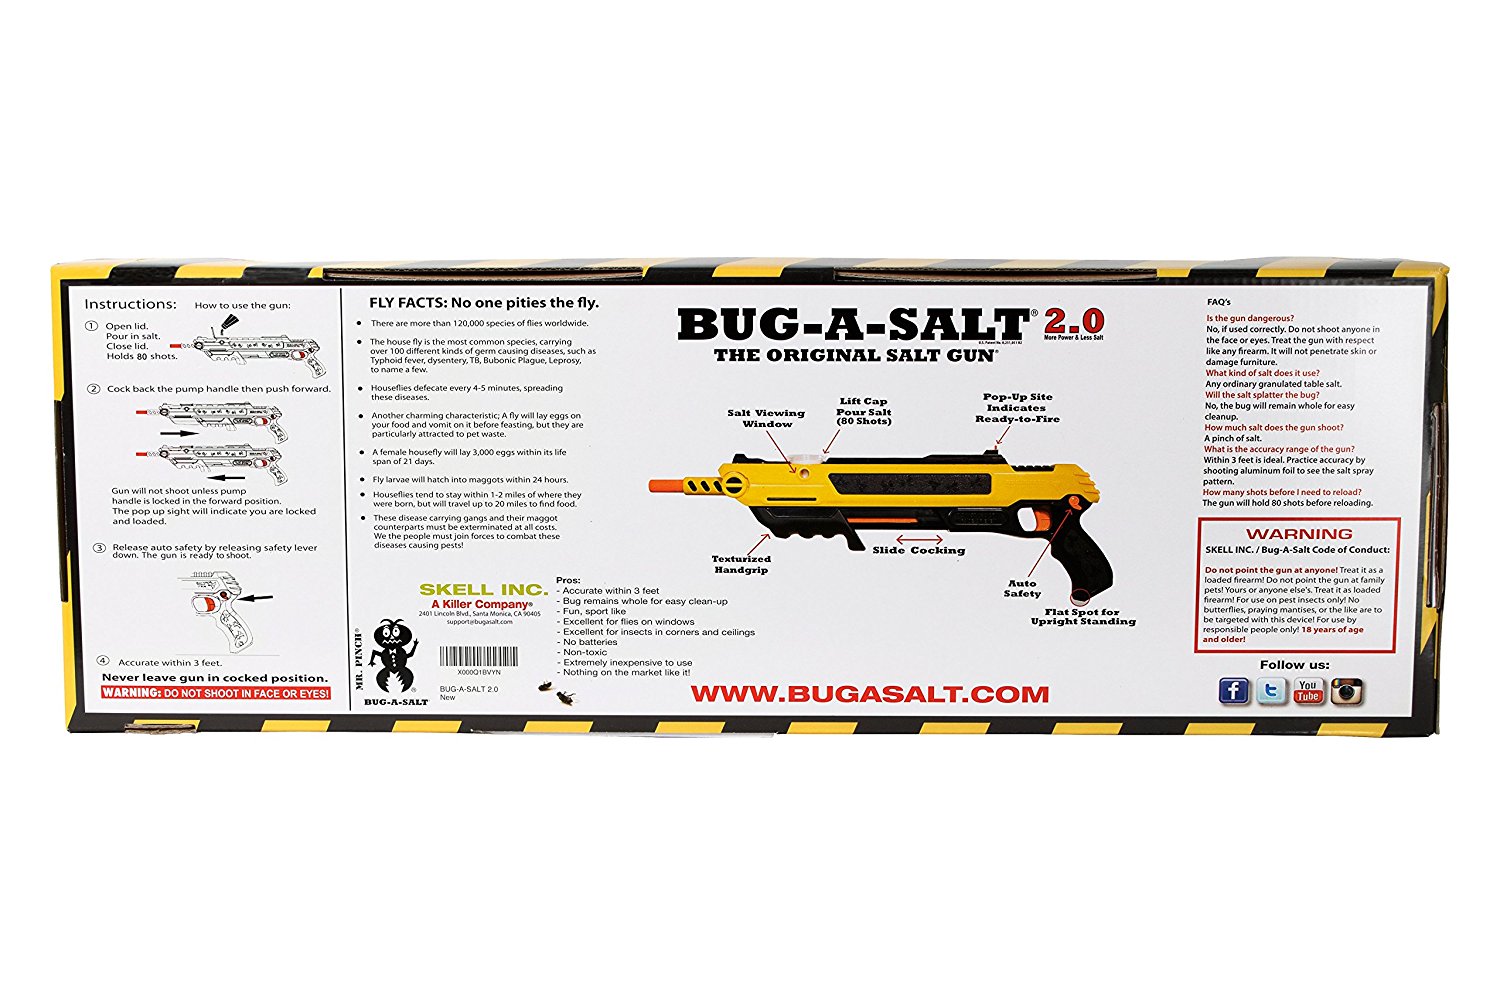 Instructions: How to use the gun:
1 Open lid.
Pour in salt.
Close lid.
Holds 80 shots.
2 Cock back the pump handle then push forward.
Gun will not shoot unless pump
handle is locked in the forward position.
The pop up sight will indicate you are locked
and loaded.
3 Release auto safety by releasing safety lever
down. The gun is ready to shoot.
4 Accurate within 3 feet.
Never leave gun in cocked position.
WARNING: DO NOT SHOOT IN FACE OR EYES!
FLY FACTS: No one pities the fly.
• There are more than 120,000 species of flies worldwide.
• The house fly is the most common species, carrying
over 100 different kinds of germ causing diseases, such as
Typhoid fever, dysentery, TB, Bubonic Plague, Leprosy,
to name a few.
• Houseflies defecate every 4-5 minutes, spreading
these diseases.
• Another charming characteristic; A fly will lay eggs on
your food and vomit on it before feasting, but they are
particularly attracted to pet waste.
• A female housefly will lay 3,000 eggs within its life
span of 21 days.
• Fly larvae will hatch into maggots within 24 hours.
• Houseflies tend to stay within 1-2 miles of where they
were born, but will travel up to 20 miles to find food.
• These disease carrying gangs and their maggot
counterparts must be exterminated at all costs.
We the people must join forces to combat these
diseases causing pests!
SKELL INC.
A Killer Company®
2401 Lincoln Blvd., Santa Monica, CA 90405
support@bugasalt.com
MR. PINCH®
BUG-A-SALT
®
X000Q1BVYN
BUG-A-SALT 2.0
New
Pros:
- Accurate within 3 feet
- Bug remains whole for easy clean-up
- Fun, sport like
- Excellent for flies on windows
- Excellent for insects in corners and ceilings
- No batteries
- Non-toxic
- Extremely inexpensive to use
- Nothing on the market like it!
BUG-A-SALT® 2.0
More Power & Less Salt
THE ORIGINAL SALT GUN®
Salt Viewing
Window
Lift Cap
Pour Salt
(80 Shots)
Pop-Up Site
Indicates
Ready-to-Fire
Texturized
Handgrip
Slide Cocking
Auto
Safety
Flat Spot for
Upright Standing
WWW.BUGASALT.COM
FAQ's
Is the gun dangerous?
No, if used correctly. Do not shoot anyone in
the face or eyes. Treat the gun with respect
like any firearm. It will not penetrate skin or
damage furniture.
What kind of salt does it use?
Any ordinary granulated table salt.
Will the salt splatter the bug?
No, the bug will remain whole for easy
cleanup.
How much salt does the gun shoot?
A pinch of salt.
What is the accuracy range of the gun?
Within 3 feet is ideal. Practice accuracy by
shooting aluminum foil to see the salt spray
pattern.
How many shots before I need to reload?
The gun will hold 80 shots before reloading.
WARNING
SKELL INC. / Bug-A-Salt Code of Conduct:
Do not point the gun at anyone! Treat it as a
loaded firearm! Do not point the gun at family
pets! Yours or anyone else's. Treat it as loaded
firearm! For use on pest insects only! No
butterflies, praying mantises, or the like are to
be targeted with this device! For use by
responsible people only! 18 years of age
and older!
Follow us:
f t You
Tube